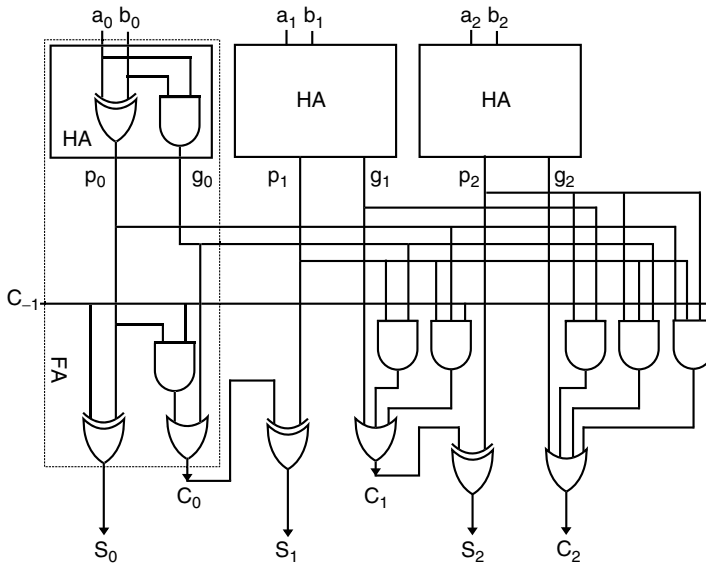 a₀ b₀ a₁ b₁ a₂ b₂
HA HA HA
p₀ g₀ p₁ g₁ p₂ g₂
C₋₁
FA
C₀ C₁
S₀ S₁ S₂ C₂